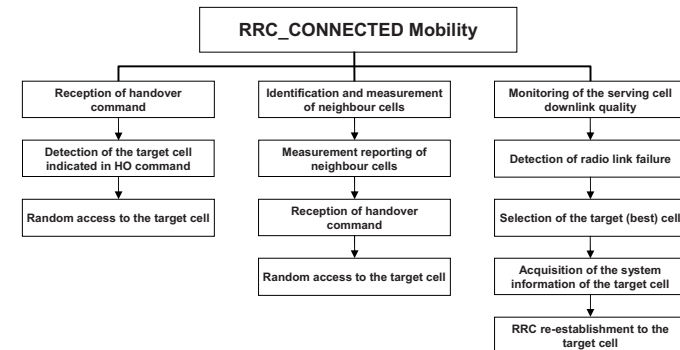 RRC_CONNECTED Mobility
Reception of handover
command
Detection of the target cell
indicated in HO command
Random access to the target cell
Identification and measurement
of neighbour cells
Measurement reporting of
neighbour cells
Reception of handover
command
Random access to the target cell
Monitoring of the serving cell
downlink quality
Detection of radio link failure
Selection of the target (best) cell
Acquisition of the system
information of the target cell
RRC re-establishment to the
target cell